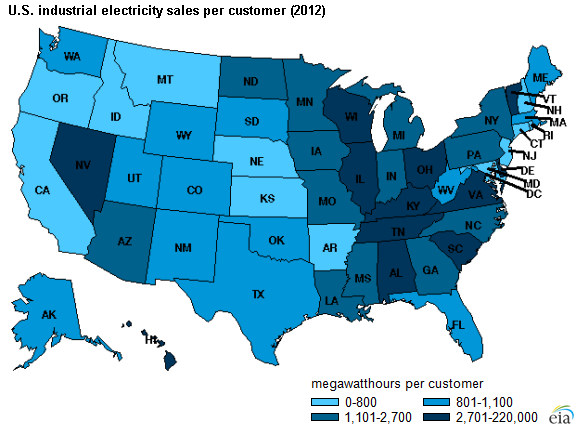 U.S. industrial electricity sales per customer (2012)
WA
MT
ND
MN
ME
VT
NH
MA
RI
CT
OR
ID
WY
SD
WI
MI
NY
NJ
PA
DE
MD
DC
NV
UT
CO
NE
IA
IL
IN
OH
WV
VA
CA
KS
MO
KY
NC
AZ
NM
OK
AR
TN
SC
TX
LA
MS
AL
GA
AK
HI
FL
megawatthours per customer
0-800
801-1,100
1,101-2,700
2,701-220,000
eia